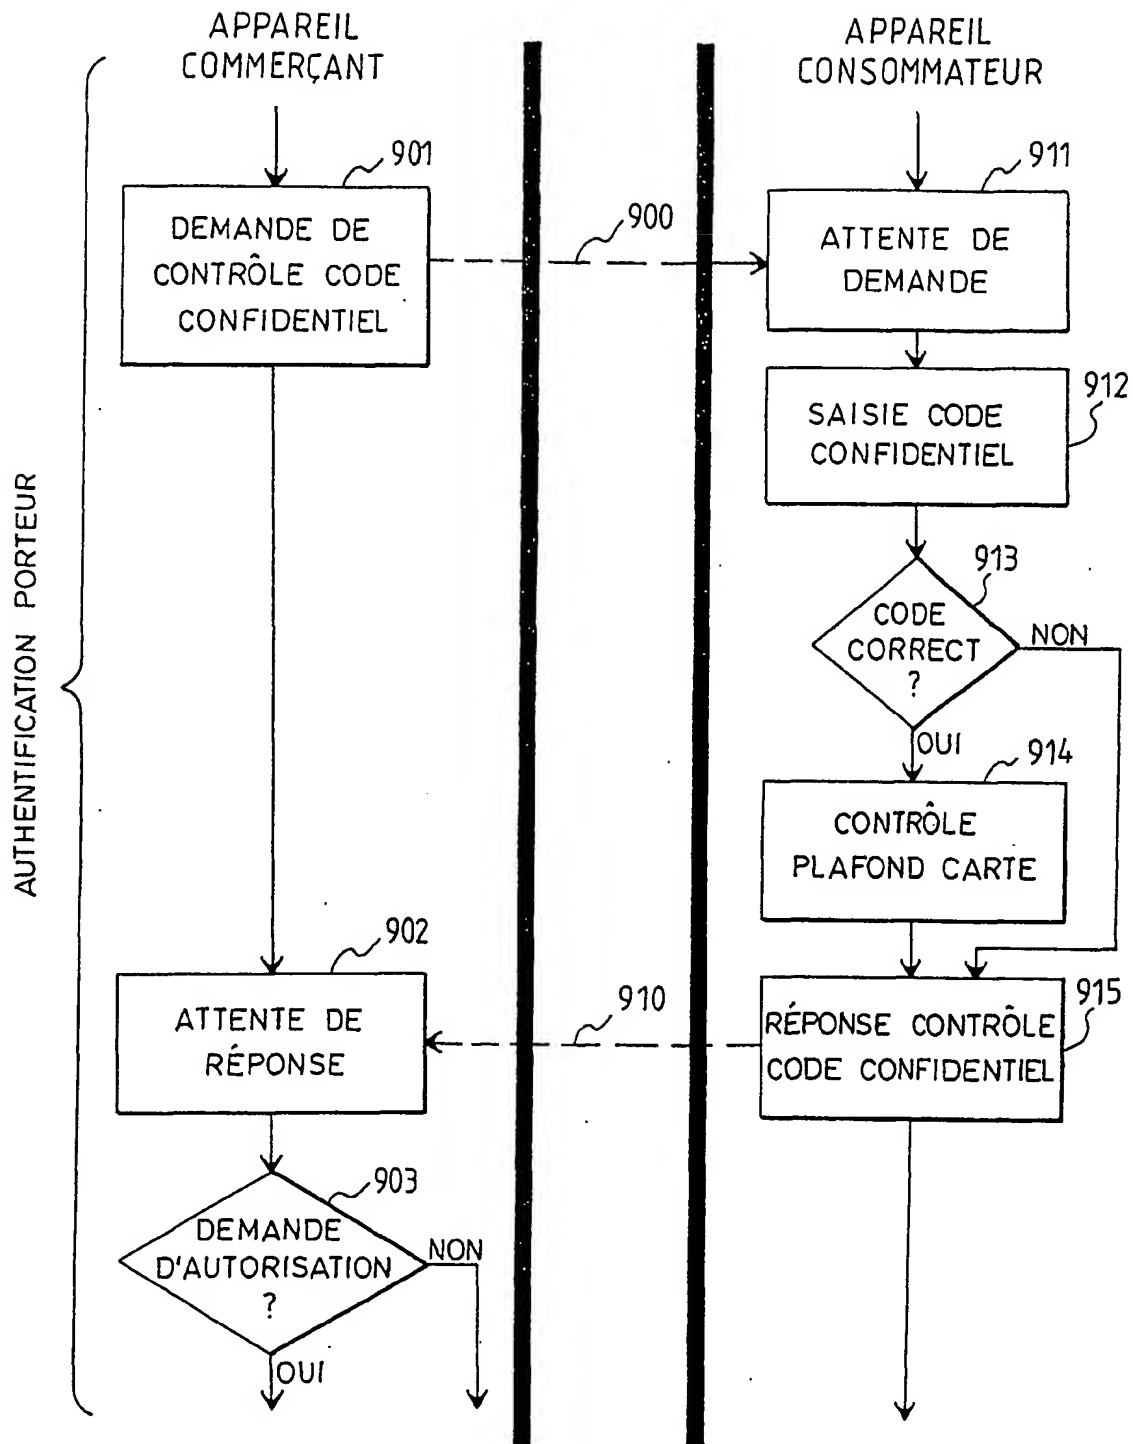 APPAREIL
COMMERÇANT
APPAREIL
CONSOMMATEUR
901
911
DEMANDE DE
CONTRÔLE CODE
CONFIDENTIEL
900
ATTENTE DE
DEMANDE
912
SAISIE CODE
CONFIDENTIEL
913
CODE
CORRECT
?
NON
OUI
914
CONTRÔLE
PLAFOND CARTE
AUTHENTIFICATION PORTEUR
902
ATTENTE DE
RÉPONSE
910
915
RÉPONSE CONTRÔLE
CODE CONFIDENTIEL
903
DEMANDE
D'AUTORISATION
?
NON
OUI